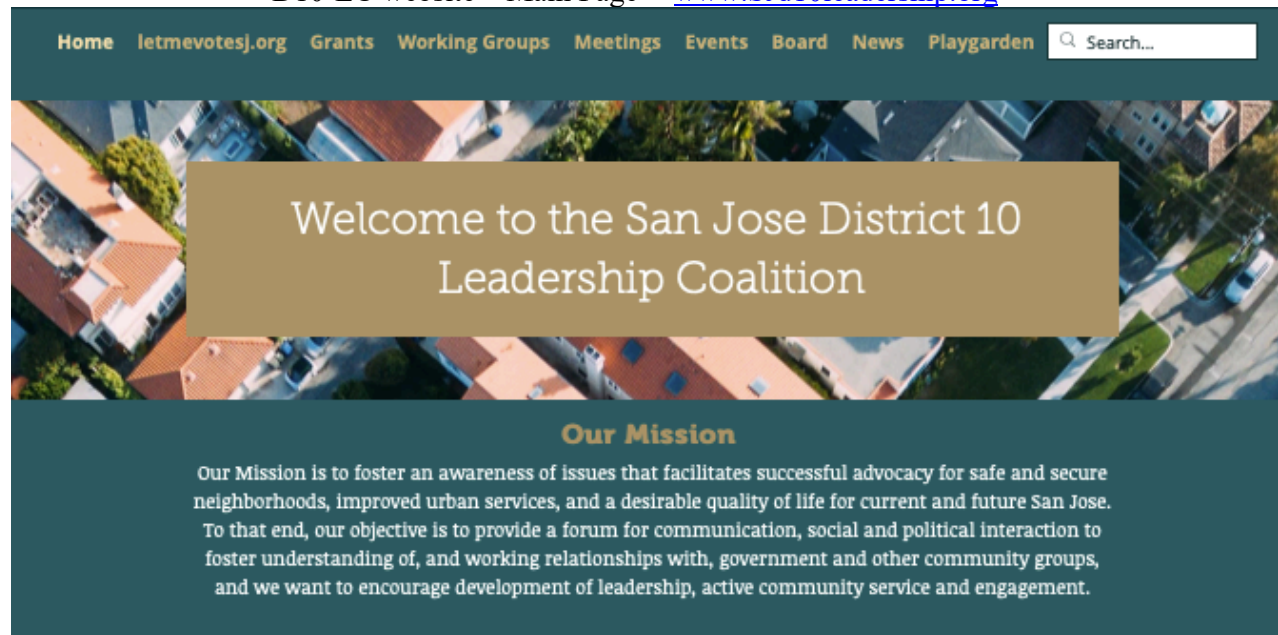 Home letmevotesj.org Grants Working Groups Meetings Events Board News Playgarden Search...
Welcome to the San Jose District 10
Leadership Coalition
Our Mission
Our Mission is to foster an awareness of issues that facilitates successful advocacy for safe and secure
neighborhoods, improved urban services, and a desirable quality of life for current and future San Jose.
To that end, our objective is to provide a forum for communication, social and political interaction to
foster understanding of, and working relationships with, government and other community groups,
and we want to encourage development of leadership, active community service and engagement.